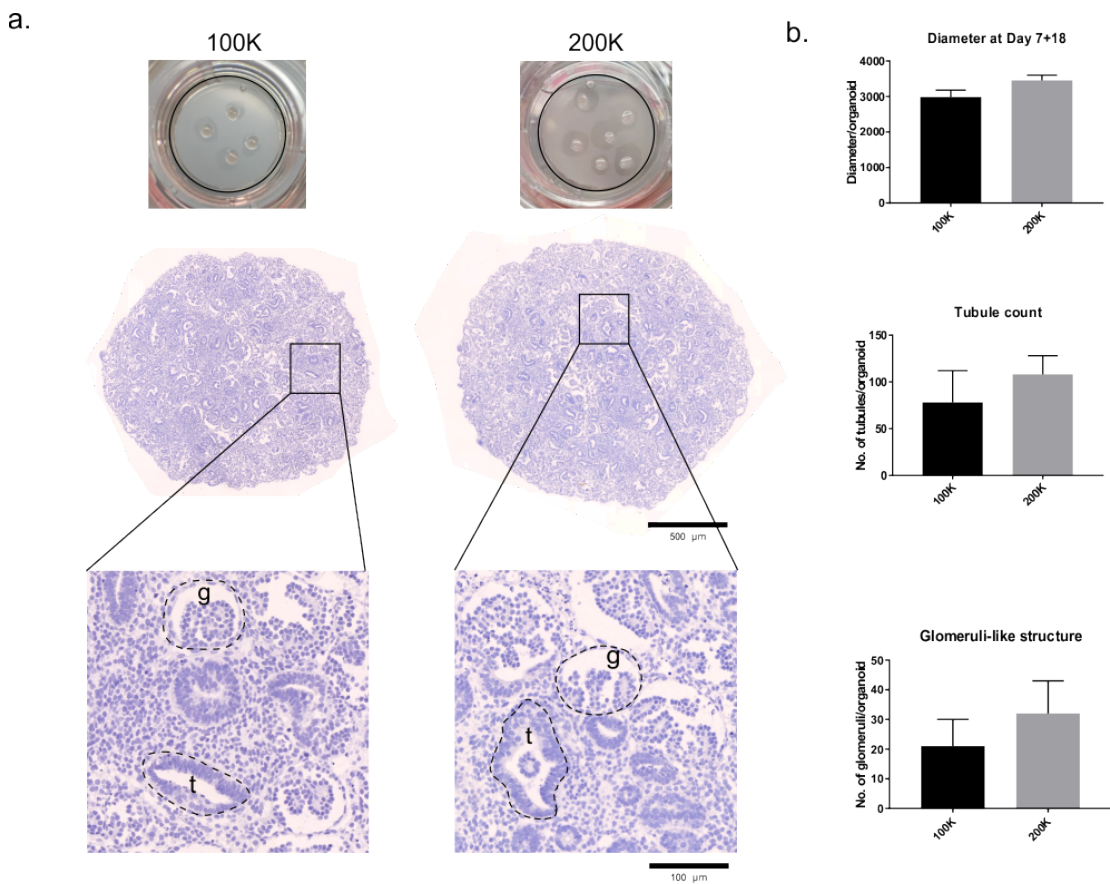 a.
100K
200K
500 µm
g
t
g
t
100 µm
b.
Diameter at Day 7+18
Diameter/organoid
4000
3000
2000
1000
0
100K
200K
Tubule count
No. of tubules/organoid
150
100
50
0
100K
200K
Glomeruli-like structure
No. of glomeruli/organoid
50
40
30
20
10
0
100K
200K